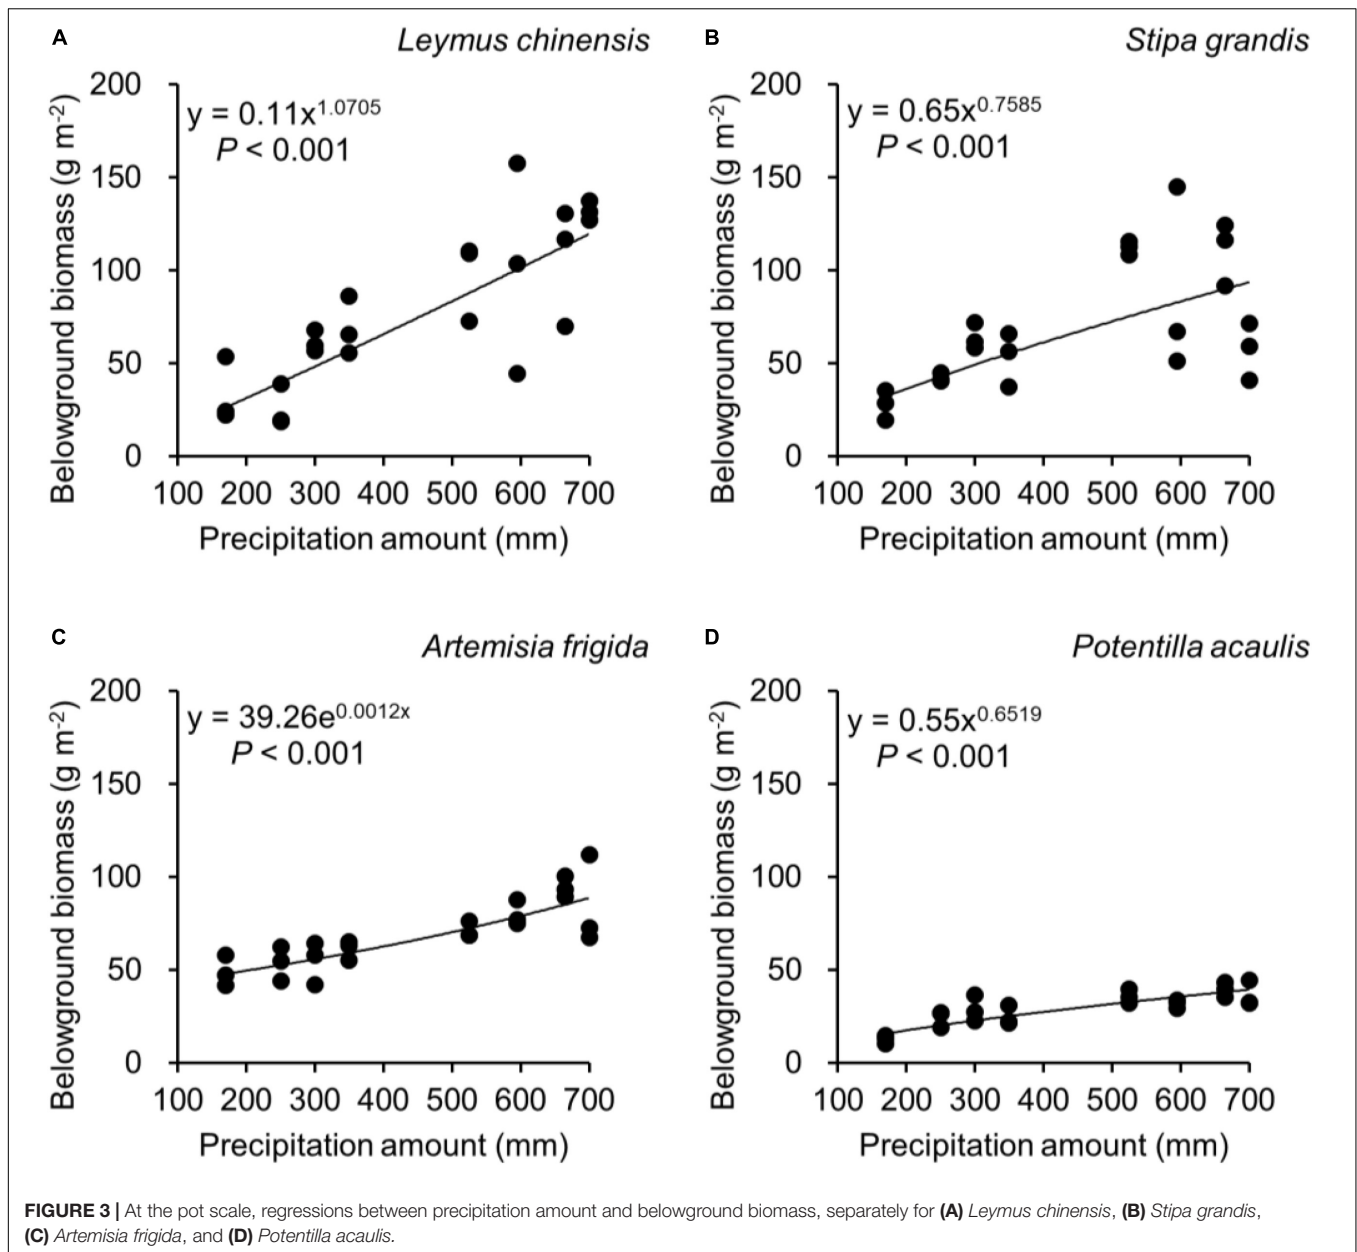 A
Leymus chinensis
y = 0.11x^1.0705
P < 0.001
Belowground biomass (g m^-2)
200
150
100
50
0
100 200 300 400 500 600 700
Precipitation amount (mm)
B
Stipa grandis
y = 0.65x^0.7585
P < 0.001
Belowground biomass (g m^-2)
200
150
100
50
0
100 200 300 400 500 600 700
Precipitation amount (mm)
C
Artemisia frigida
y = 39.26e^0.0012x
P < 0.001
Belowground biomass (g m^-2)
200
150
100
50
0
100 200 300 400 500 600 700
Precipitation amount (mm)
D
Potentilla acaulis
y = 0.55x^0.6519
P < 0.001
Belowground biomass (g m^-2)
200
150
100
50
0
100 200 300 400 500 600 700
Precipitation amount (mm)
FIGURE 3 | At the pot scale, regressions between precipitation amount and belowground biomass, separately for (A) Leymus chinensis, (B) Stipa grandis,
(C) Artemisia frigida, and (D) Potentilla acaulis.